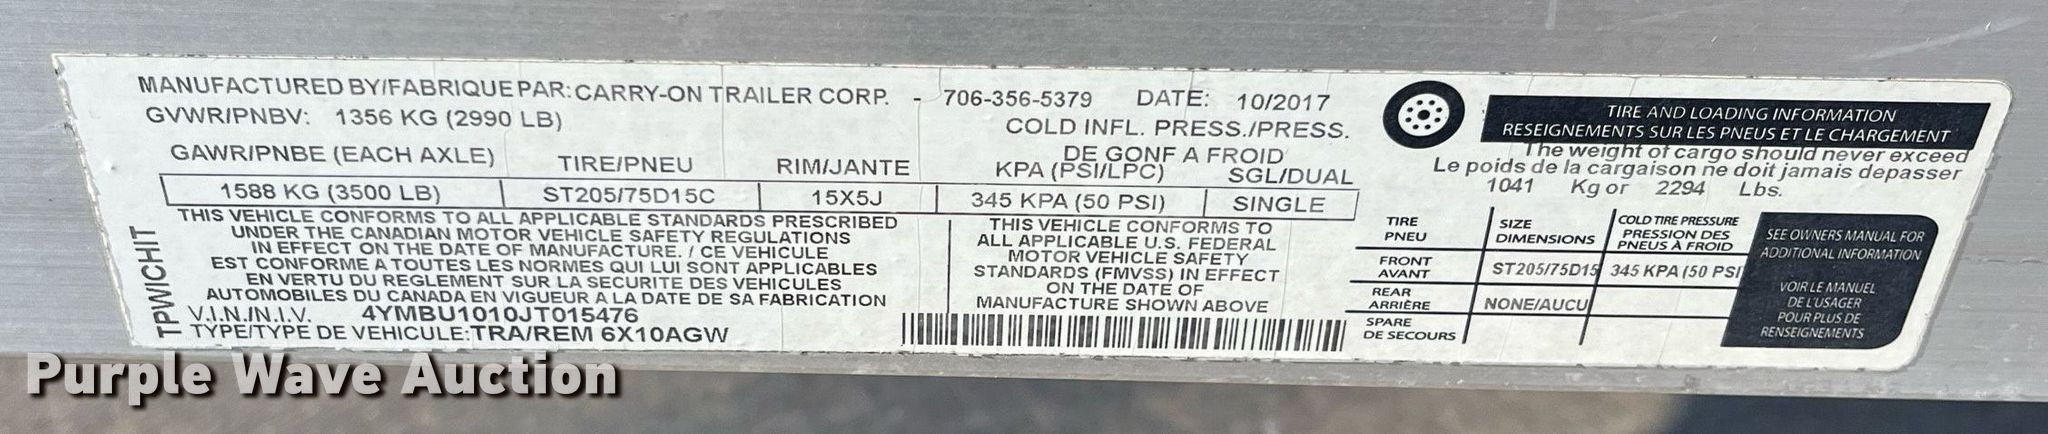 MANUFACTURED BY/FABRIQUE PAR: CARRY-ON TRAILER CORP. - 706-356-5379 DATE: 10/2017
GVWR/PNBV: 1356 KG (2990 LB)
COLD INFL. PRESS./PRESS.
DE GONF A FROID
GAWR/PNBE (EACH AXLE) TIRE/PNEU RIM/JANTE KPA (PSI/LPC) SGL/DUAL
1588 KG (3500 LB) ST205/75D15C 15X5J 345 KPA (50 PSI) SINGLE
THIS VEHICLE CONFORMS TO ALL APPLICABLE STANDARDS PRESCRIBED
UNDER THE CANADIAN MOTOR VEHICLE SAFETY REGULATIONS
IN EFFECT ON THE DATE OF MANUFACTURE. / CE VEHICULE
EST CONFORME A TOUTES LES NORMES QUI LUI SONT APPLICABLES
EN VERTU DU REGLEMENT SUR LA SECURITE DES VEHICULES
AUTOMOBILES DU CANADA EN VIGUEUR A LA DATE DE SA FABRICATION
V.I.N./N.I.V. 4YMBU1010JT015476
TYPE/TYPE DE VEHICULE: TRA/REM 6X10AGW
TPWICHIT
THIS VEHICLE CONFORMS TO
ALL APPLICABLE U.S. FEDERAL
MOTOR VEHICLE SAFETY
STANDARDS (FMVSS) IN EFFECT
ON THE DATE OF
MANUFACTURE SHOWN ABOVE
TIRE AND LOADING INFORMATION
RESEIGNEMENTS SUR LES PNEUS ET LE CHARGEMENT
The weight of cargo should never exceed
Le poids de la cargaison ne doit jamais depasser
1041 Kg or 2294 Lbs.
TIRE SIZE COLD TIRE PRESSURE
PNEU DIMENSIONS PRESSION DES
PNEUS À FROID
FRONT
AVANT ST205/75D15 345 KPA (50 PSI
REAR
ARRIÈRE NONE/AUCU
SPARE
DE SECOURS
SEE OWNERS MANUAL FOR
ADDITIONAL INFORMATION
VOIR LE MANUEL
DE L'USAGER
POUR PLUS DE
RENSEIGNEMENTS
Purple Wave Auction